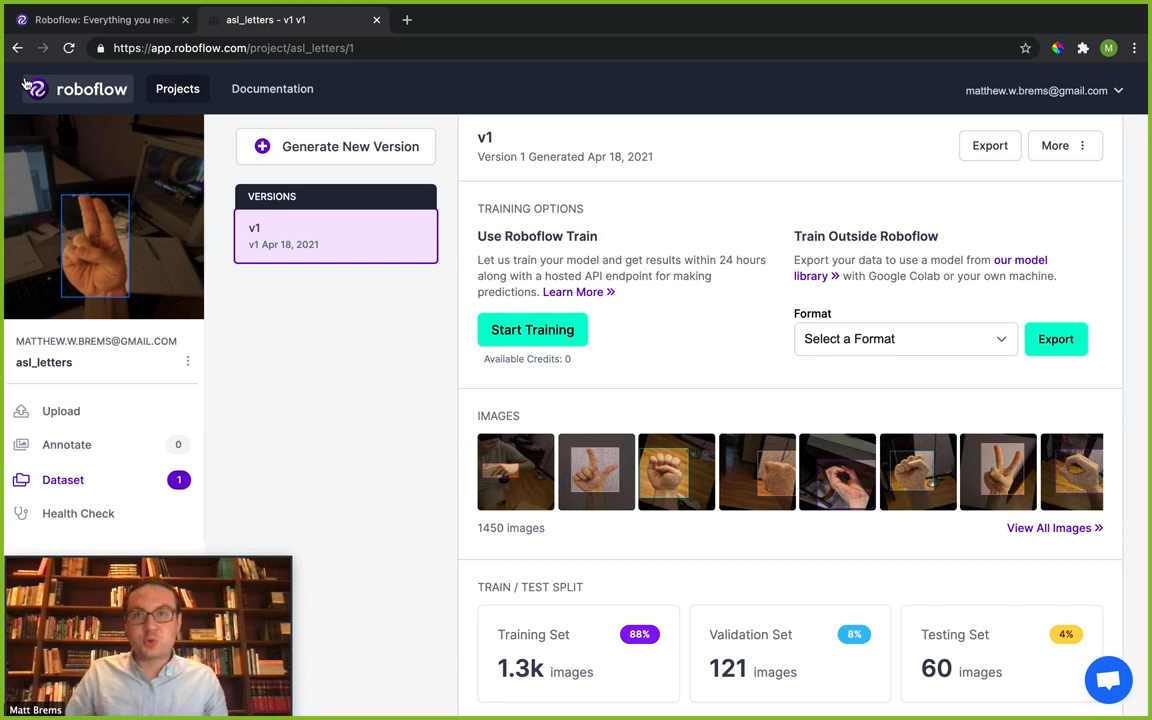 Roboflow: Everything you need
asl_letters - v1 v1
https://app.roboflow.com/project/asl_letters/1
M
roboflow
Projects
Documentation
matthew.w.brems@gmail.com
MATTHEW.W.BREMS@GMAIL.COM
asl_letters
Upload
Annotate
0
Dataset
1
Health Check
Matt Brems
Generate New Version
VERSIONS
v1
v1 Apr 18, 2021
v1
Version 1 Generated Apr 18, 2021
Export
More
TRAINING OPTIONS
Use Roboflow Train
Let us train your model and get results within 24 hours
along with a hosted API endpoint for making
predictions. Learn More »
Start Training
Available Credits: 0
Train Outside Roboflow
Export your data to use a model from our model
library » with Google Colab or your own machine.
Format
Select a Format
Export
IMAGES
1450 images
View All Images »
TRAIN / TEST SPLIT
Training Set
88%
1.3k images
Validation Set
8%
121 images
Testing Set
4%
60 images